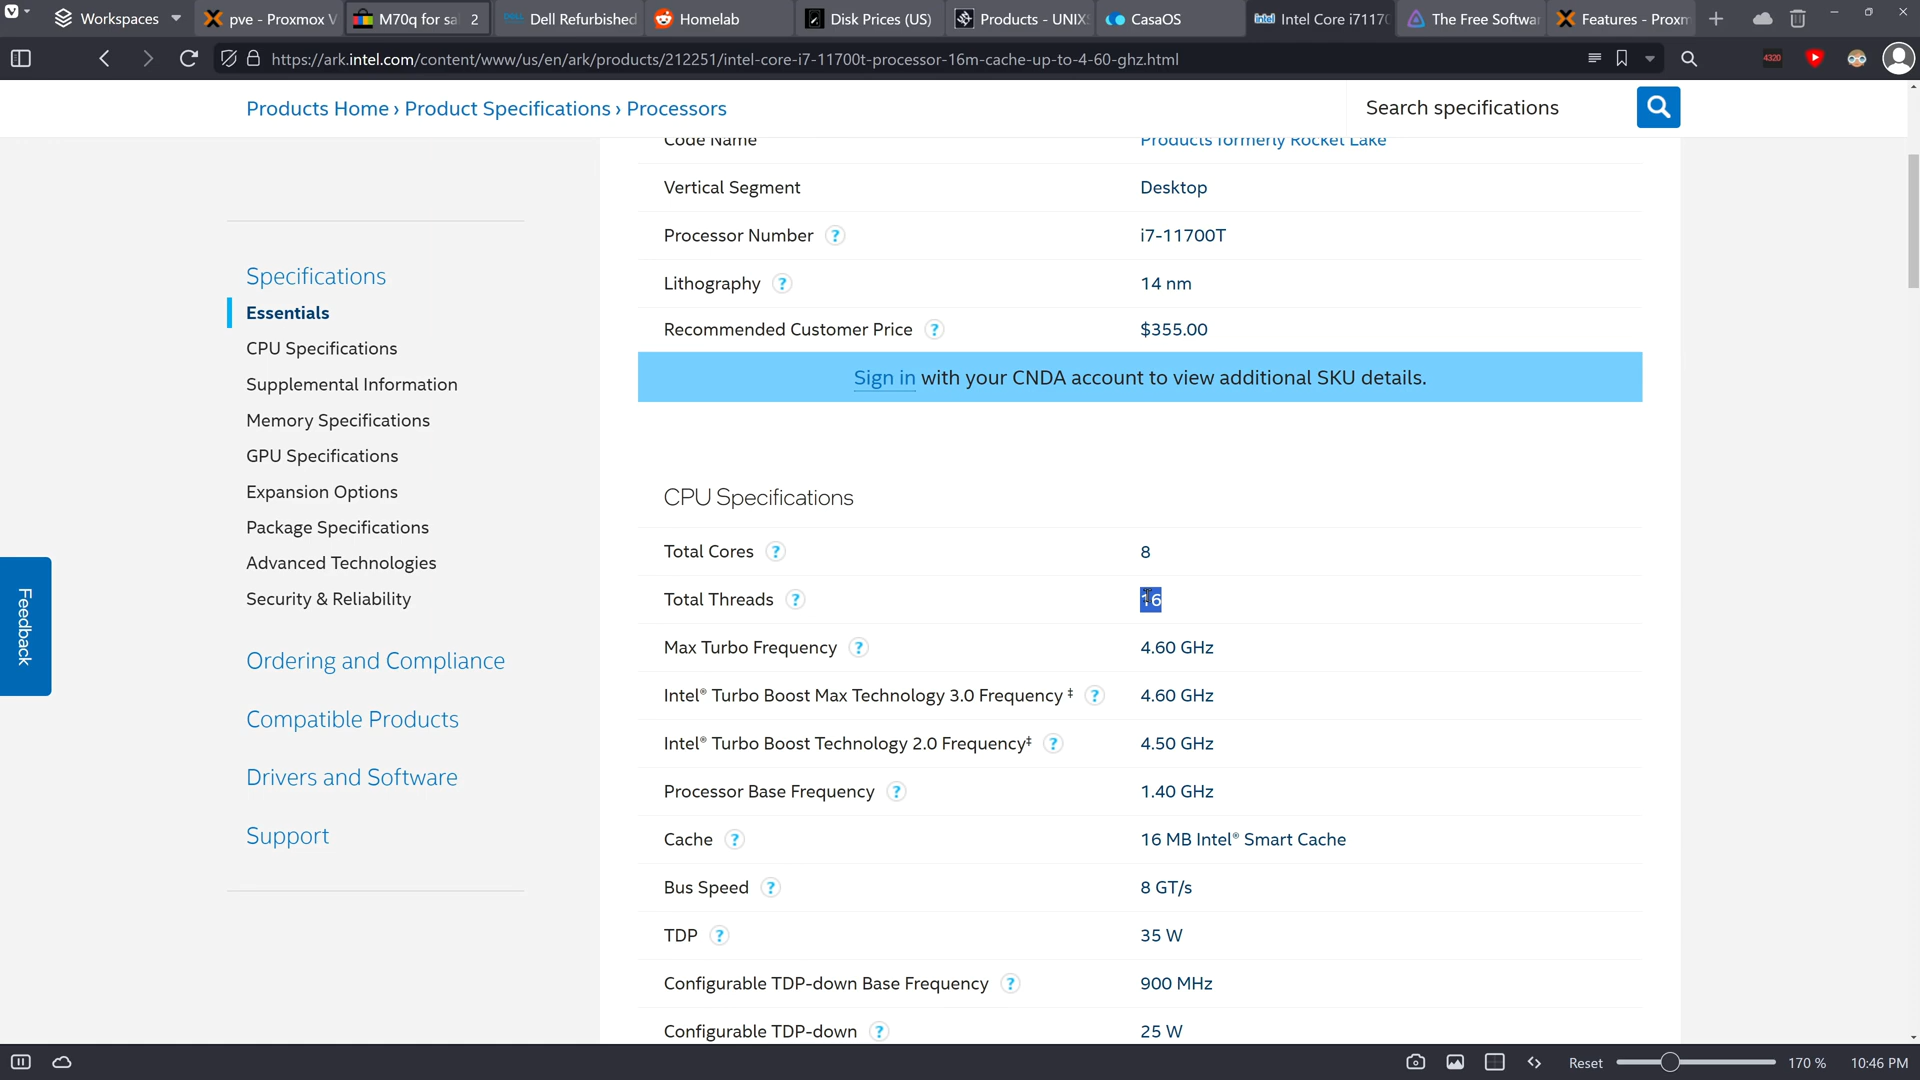 Workspaces
pve - Proxmox V
M70q for sa 2
Dell Refurbished
Homelab
Disk Prices (US)
Products - UNIX
CasaOS
intel Intel Core i71170
The Free Softwar
Features - Proxm
https://ark.intel.com/content/www/us/en/ark/products/212251/intel-core-i7-11700t-processor-16m-cache-up-to-4-60-ghz.html
4320
Products Home › Product Specifications › Processors
Search specifications
Code Name Products formerly Rocket Lake
Vertical Segment Desktop
Processor Number ? i7-11700T
Lithography ? 14 nm
Recommended Customer Price ? $355.00
Sign in with your CNDA account to view additional SKU details.
Specifications
Essentials
CPU Specifications
Supplemental Information
Memory Specifications
GPU Specifications
Expansion Options
Package Specifications
Advanced Technologies
Security & Reliability
Ordering and Compliance
Compatible Products
Drivers and Software
Support
Feedback
CPU Specifications
Total Cores ? 8
Total Threads ? 16
Max Turbo Frequency ? 4.60 GHz
Intel® Turbo Boost Max Technology 3.0 Frequency ‡ ? 4.60 GHz
Intel® Turbo Boost Technology 2.0 Frequency‡ ? 4.50 GHz
Processor Base Frequency ? 1.40 GHz
Cache ? 16 MB Intel® Smart Cache
Bus Speed ? 8 GT/s
TDP ? 35 W
Configurable TDP-down Base Frequency ? 900 MHz
Configurable TDP-down ? 25 W
Reset 170 % 10:46 PM